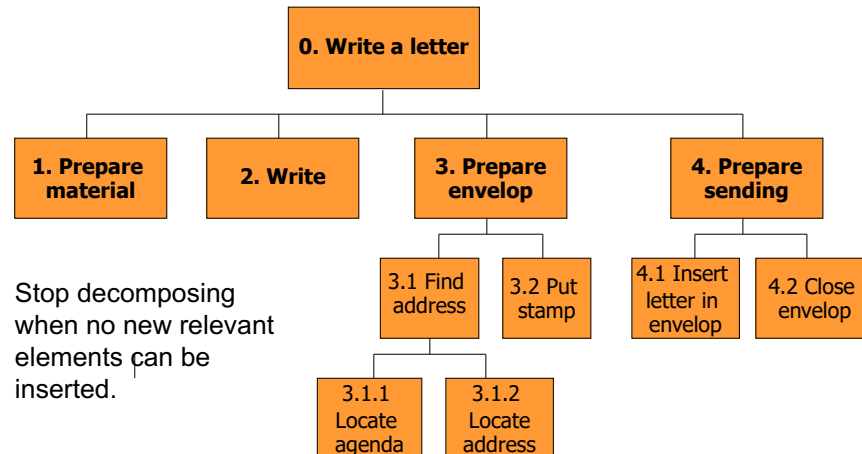 0. Write a letter
1. Prepare
material
2. Write
3. Prepare
envelop
4. Prepare
sending
3.1 Find
address
3.2 Put
stamp
4.1 Insert
letter in
envelop
4.2 Close
envelop
Stop decomposing
when no new relevant
elements can be
inserted.
3.1.1
Locate
agenda
3.1.2
Locate
address